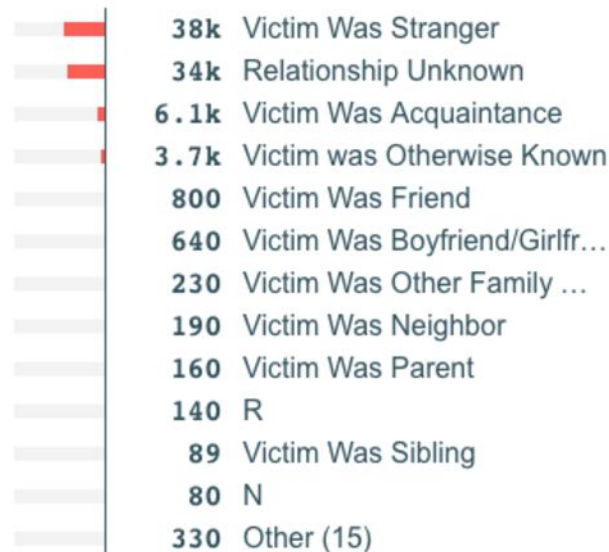 38k Victim Was Stranger
34k Relationship Unknown
6.1k Victim Was Acquaintance
3.7k Victim was Otherwise Known
800 Victim Was Friend
640 Victim Was Boyfriend/Girlfr...
230 Victim Was Other Family ...
190 Victim Was Neighbor
160 Victim Was Parent
140 R
89 Victim Was Sibling
80 N
330 Other (15)